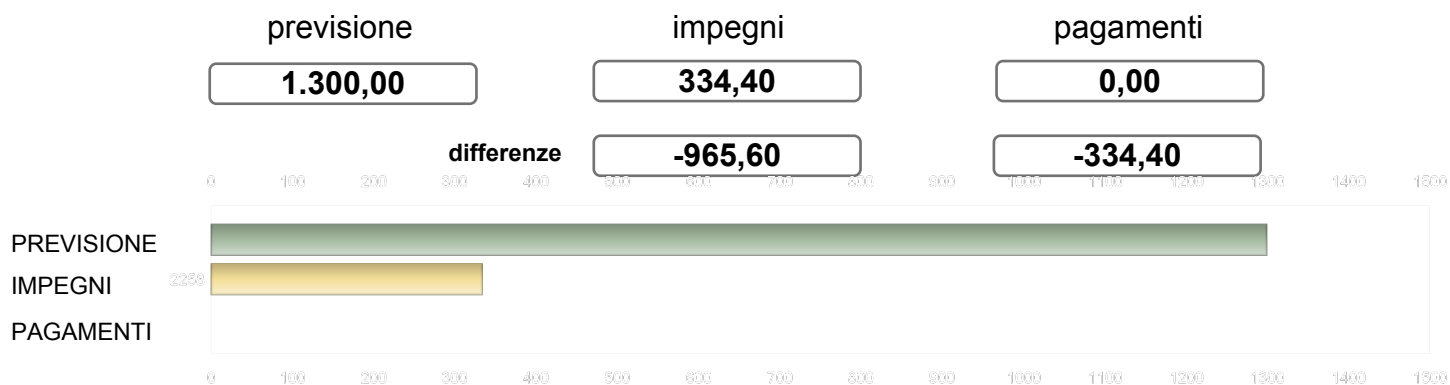 previsione impegni pagamenti
1.300,00 334,40 0,00
differenze -965,60 -334,40
0 100 200 300 400 500 600 700 800 900 1000 1100 1200 1300 1400 1500
PREVISIONE
IMPEGNI 2258
PAGAMENTI
0 100 200 300 400 500 600 700 800 900 1000 1100 1200 1300 1400 1500